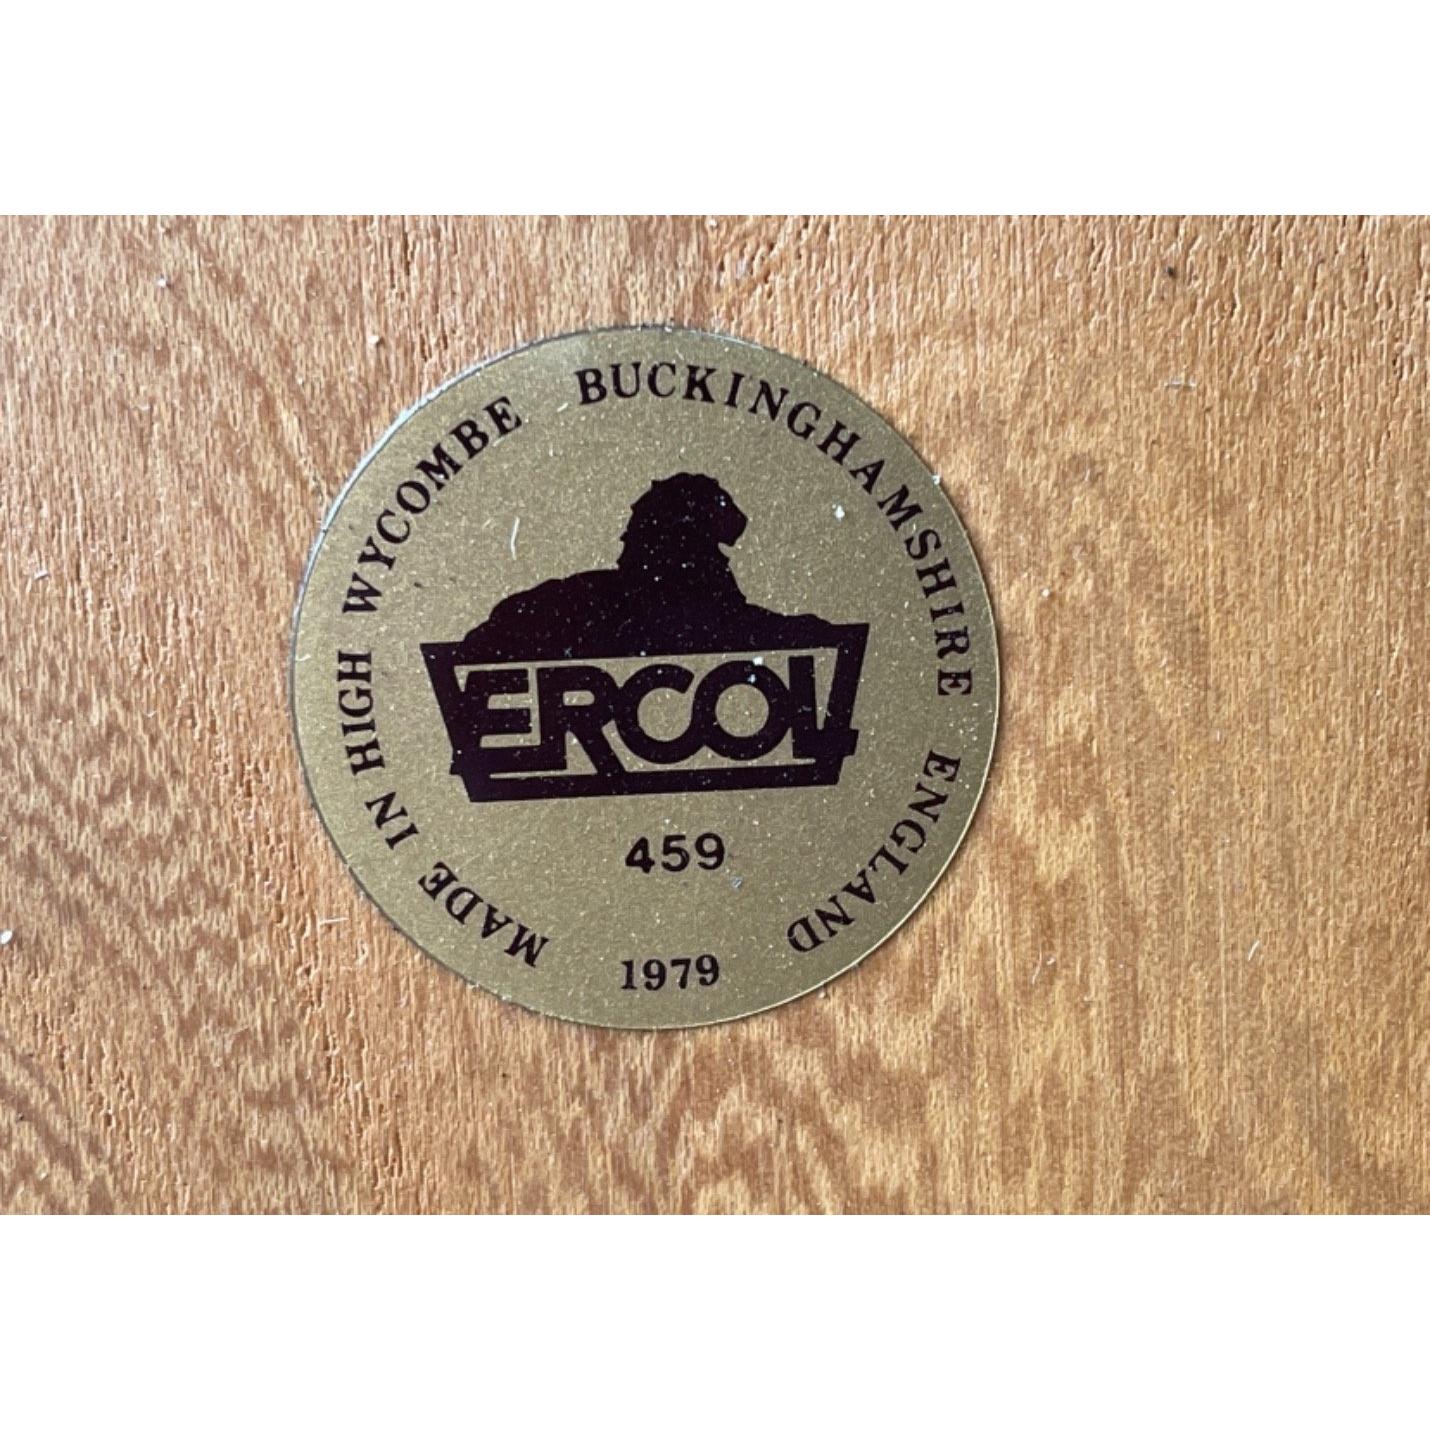 MADE IN HIGH WYCOMBE BUCKINGHAMSHIRE ENGLAND
ERCOL
459
1979